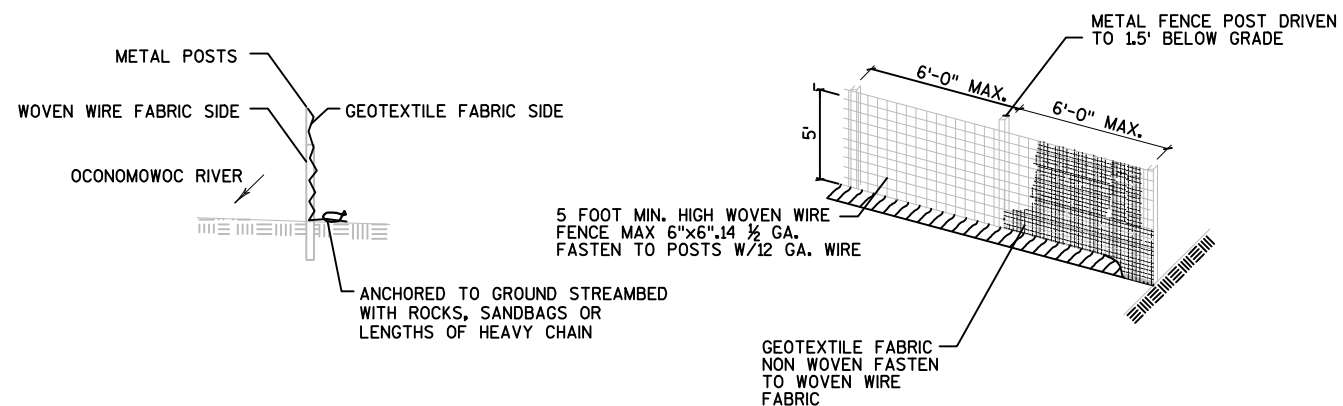 METAL POSTS
WOVEN WIRE FABRIC SIDE
GEOTEXTILE FABRIC SIDE
OCONOMOWOC RIVER
ANCHORED TO GROUND STREAMBED
WITH ROCKS, SANDBAGS OR
LENGTHS OF HEAVY CHAIN
METAL FENCE POST DRIVEN
TO 1.5' BELOW GRADE
6'-0" MAX.
6'-0" MAX.
5'
5 FOOT MIN. HIGH WOVEN WIRE
FENCE MAX 6"x6".14 ½ GA.
FASTEN TO POSTS W/12 GA. WIRE
GEOTEXTILE FABRIC
NON WOVEN FASTEN
TO WOVEN WIRE
FABRIC